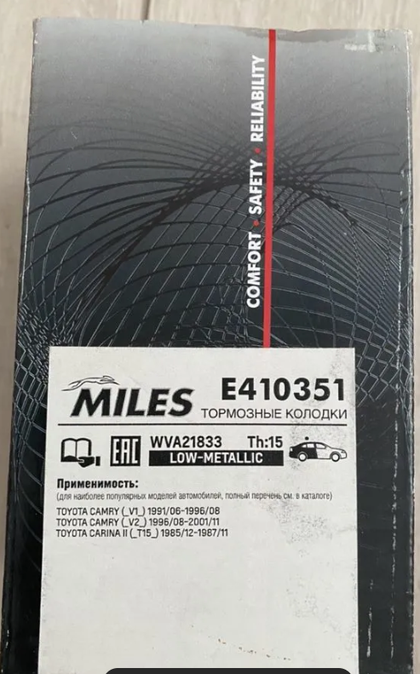 COMFORT • SAFETY • RELIABILITY
MILES
E410351
ТОРМОЗНЫЕ КОЛОДКИ
EAC
WVA21833 Th:15
LOW-METALLIC
Применимость:
(для наиболее популярных моделей автомобилей, полный перечень см. в каталоге)
TOYOTA CAMRY (_V1_) 1991/06-1996/08
TOYOTA CAMRY (_V2_) 1996/08-2001/11
TOYOTA CARINA II (_T15_) 1985/12-1987/11